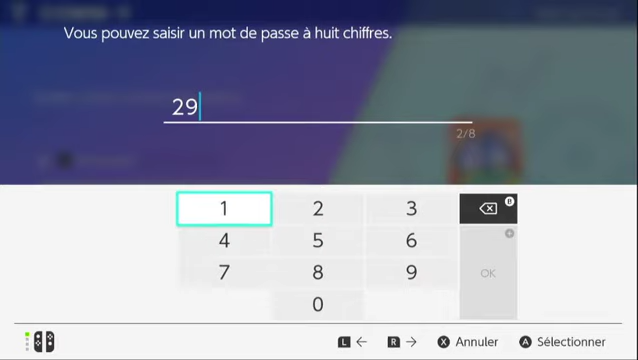 Vous pouvez saisir un mot de passe à huit chiffres.
29
2/8
1 2 3
4 5 6
7 8 9 OK
0
L ← R → X Annuler A Sélectionner